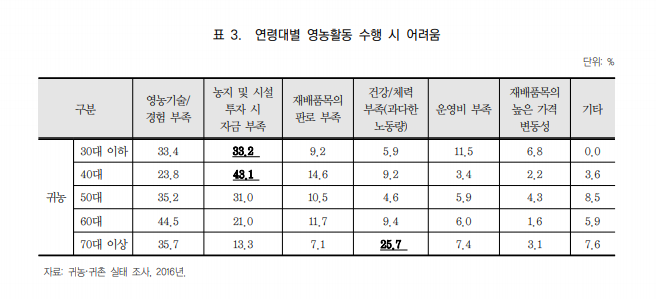 표 3. 연령대별 영농활동 수행 시 어려움
단위: %
구분 영농기술/경험 부족 농지 및 시설 투자 시 자금 부족 재배품목의 판로 부족 건강/체력 부족(과다한 노동량) 운영비 부족 재배품목의 높은 가격 변동성 기타
귀농 30대 이하 33.4 33.2 9.2 5.9 11.5 6.8 0.0
40대 23.8 43.1 14.6 9.2 3.4 2.2 3.6
50대 35.2 31.0 10.5 4.6 5.9 4.3 8.5
60대 44.5 21.0 11.7 9.4 6.0 1.6 5.9
70대 이상 35.7 13.3 7.1 25.7 7.4 3.1 7.6
자료: 귀농·귀촌 실태 조사, 2016년.